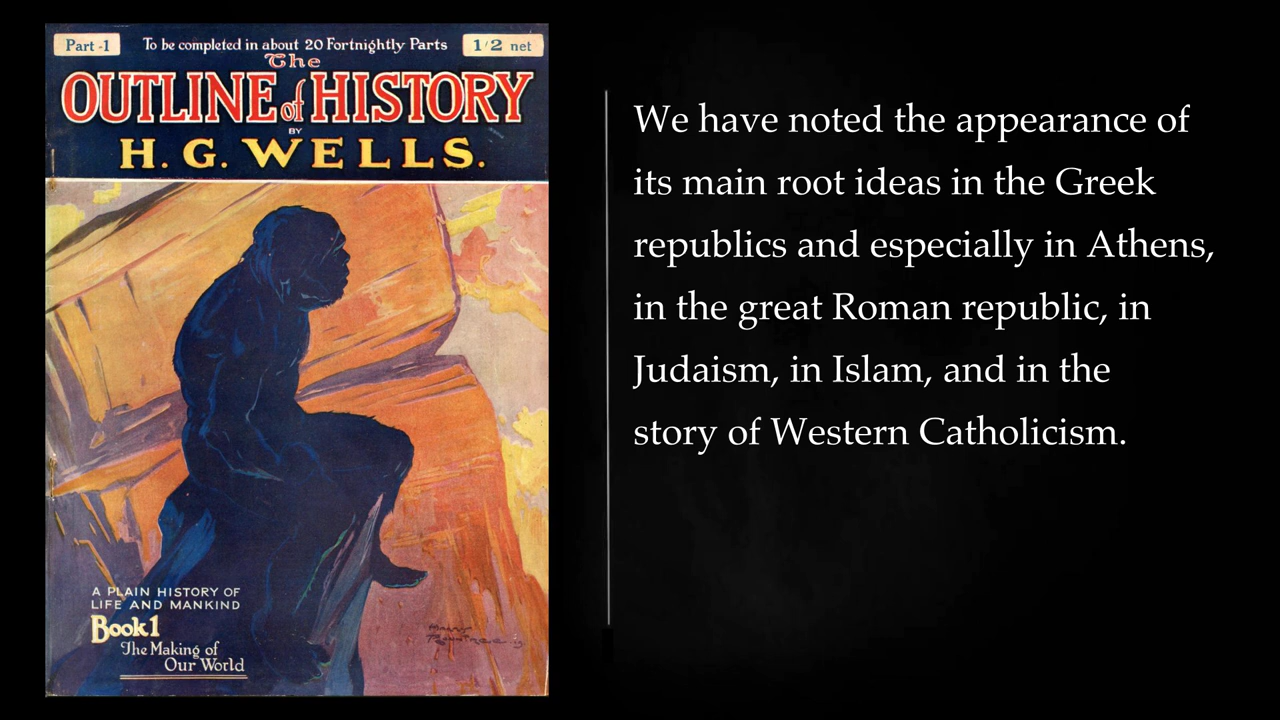 Part -1
To be completed in about 20 Fortnightly Parts
1/2 net
The
OUTLINE of HISTORY
BY
H. G. WELLS.
A PLAIN HISTORY OF
LIFE AND MANKIND
Book 1
The Making of
Our World
We have noted the appearance of
its main root ideas in the Greek
republics and especially in Athens,
in the great Roman republic, in
Judaism, in Islam, and in the
story of Western Catholicism.